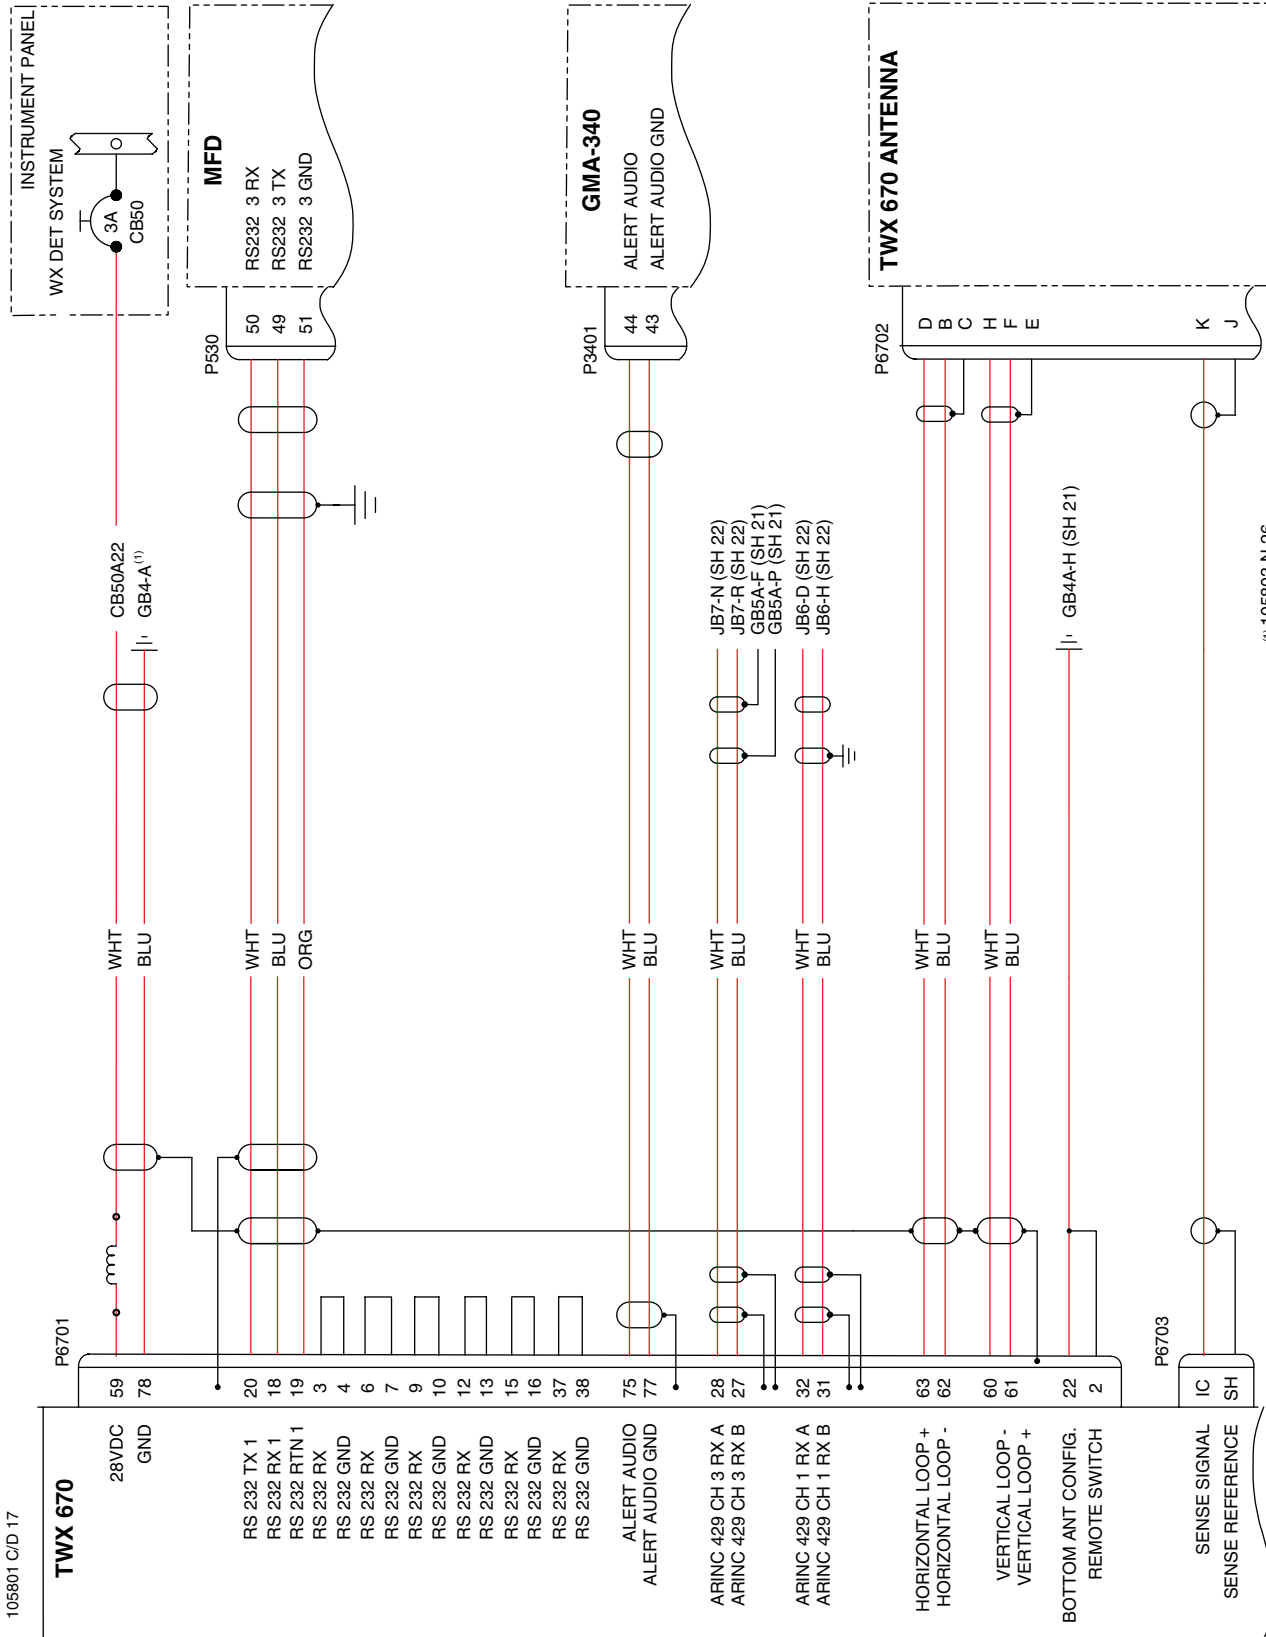 105801 C/D 17
TWX 670
28VDC
GND
RS 232 TX 1
RS 232 RX 1
RS 232 RTN 1
RS 232 RX
RS 232 GND
RS 232 RX
RS 232 GND
RS 232 RX
RS 232 GND
RS 232 RX
RS 232 GND
RS 232 RX
RS 232 GND
RS 232 RX
RS 232 GND
ALERT AUDIO
ALERT AUDIO GND
ARINC 429 CH 3 RX A
ARINC 429 CH 3 RX B
ARINC 429 CH 1 RX A
ARINC 429 CH 1 RX B
HORIZONTAL LOOP +
HORIZONTAL LOOP -
VERTICAL LOOP -
VERTICAL LOOP +
BOTTOM ANT CONFIG.
REMOTE SWITCH
SENSE SIGNAL
SENSE REFERENCE
P6701
59
78
20
18
19
3
4
6
7
9
10
12
13
15
16
37
38
75
77
28
27
32
31
63
62
60
61
22
2
P6703
IC
SH
WHT
BLU
WHT
BLU
ORG
WHT
BLU
WHT
BLU
WHT
BLU
WHT
BLU
WHT
BLU
CB50A22
GB4-A(1)
JB7-N (SH 22)
JB7-R (SH 22)
GB5A-F (SH 21)
GB5A-P (SH 21)
JB6-D (SH 22)
JB6-H (SH 22)
GB4A-H (SH 21)
INSTRUMENT PANEL
WX DET SYSTEM
3A
CB50
MFD
RS232 3 RX
RS232 3 TX
RS232 3 GND
P530
50
49
51
GMA-340
ALERT AUDIO
ALERT AUDIO GND
P3401
44
43
TWX 670 ANTENNA
P6702
D
B
C
H
F
E
K
J